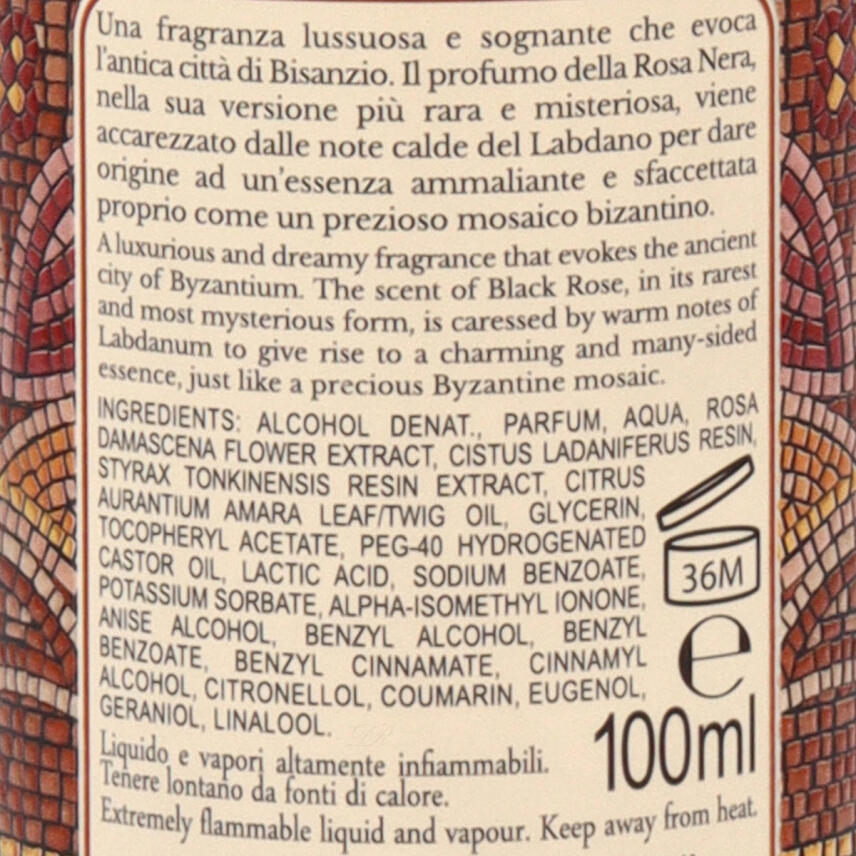 Una fragranza lussuosa e sognante che evoca
l'antica città di Bisanzio. Il profumo della Rosa Nera,
nella sua versione più rara e misteriosa, viene
accarezzato dalle note calde del Labdano per dare
origine ad un'essenza ammaliante e sfaccettata
proprio come un prezioso mosaico bizantino.
A luxurious and dreamy fragrance that evokes the ancient
city of Byzantium. The scent of Black Rose, in its rarest
and most mysterious form, is caressed by warm notes of
Labdanum to give rise to a charming and many-sided
essence, just like a precious Byzantine mosaic.
INGREDIENTS: ALCOHOL DENAT., PARFUM, AQUA, ROSA
DAMASCENA FLOWER EXTRACT, CISTUS LADANIFERUS RESIN,
STYRAX TONKINENSIS RESIN EXTRACT, CITRUS
AURANTIUM AMARA LEAF/TWIG OIL, GLYCERIN,
TOCOPHERYL ACETATE, PEG-40 HYDROGENATED
CASTOR OIL, LACTIC ACID, SODIUM BENZOATE,
POTASSIUM SORBATE, ALPHA-ISOMETHYL IONONE,
ANISE ALCOHOL, BENZYL ALCOHOL, BENZYL
BENZOATE, BENZYL CINNAMATE, CINNAMYL
ALCOHOL, CITRONELLOL, COUMARIN, EUGENOL,
GERANIOL, LINALOOL.
36M
e
100ml
Liquido e vapori altamente infiammabili.
Tenere lontano da fonti di calore.
Extremely flammable liquid and vapour. Keep away from heat.